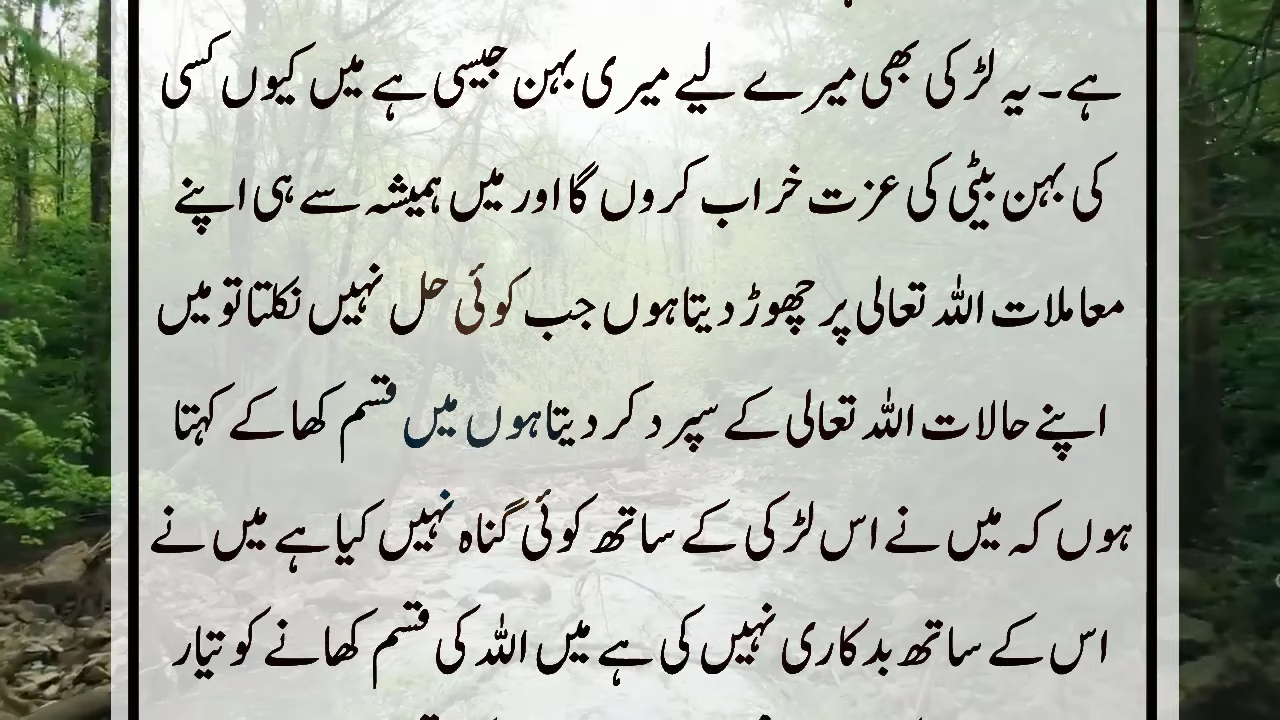 ہے۔ یہ لڑکی بھی میرے لیے میری بہن جیسی ہے میں کیوں کسی
کی بہن بیٹی کی عزت خراب کروں گا اور میں ہمیشہ سے ہی اپنے
معاملات اللہ تعالی پر چھوڑ دیتا ہوں جب کوئی حل نہیں نکلتا تو میں
اپنے حالات اللہ تعالی کے سپرد کر دیتا ہوں میں قسم کھا کے کہتا
ہوں کہ میں نے اس لڑکی کے ساتھ کوئی گناہ نہیں کیا ہے میں نے
اس کے ساتھ بدکاری نہیں کی ہے میں اللہ کی قسم کھانے کو تیار